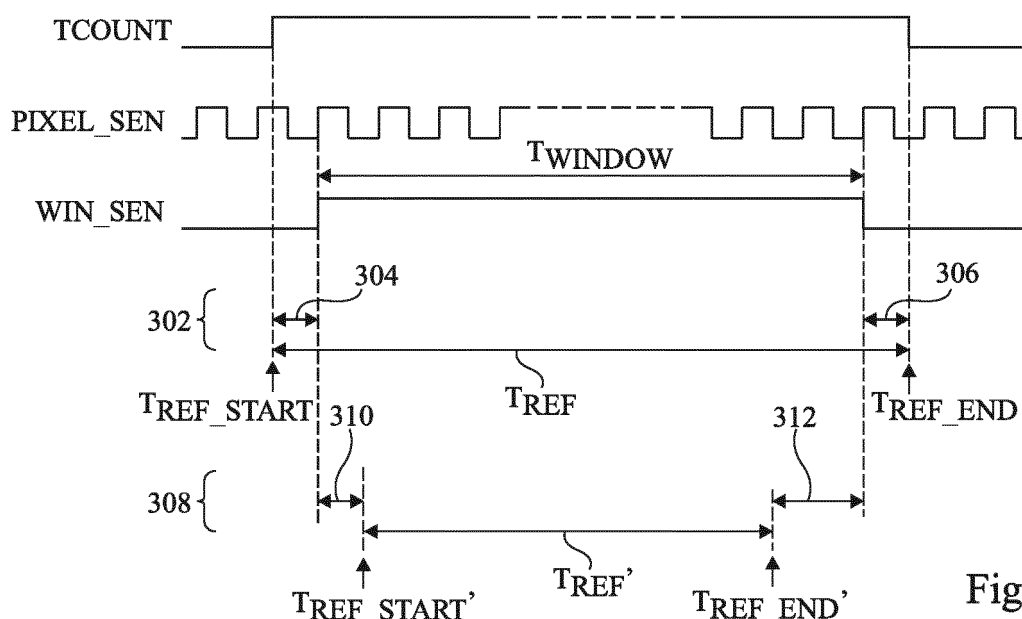 TCOUNT
PIXEL_SEN
TWINDOW
WIN_SEN
304
306
302
TREF_START
TREF
TREF_END
310
312
308
TREF_START'
TREF'
TREF_END'
Fig